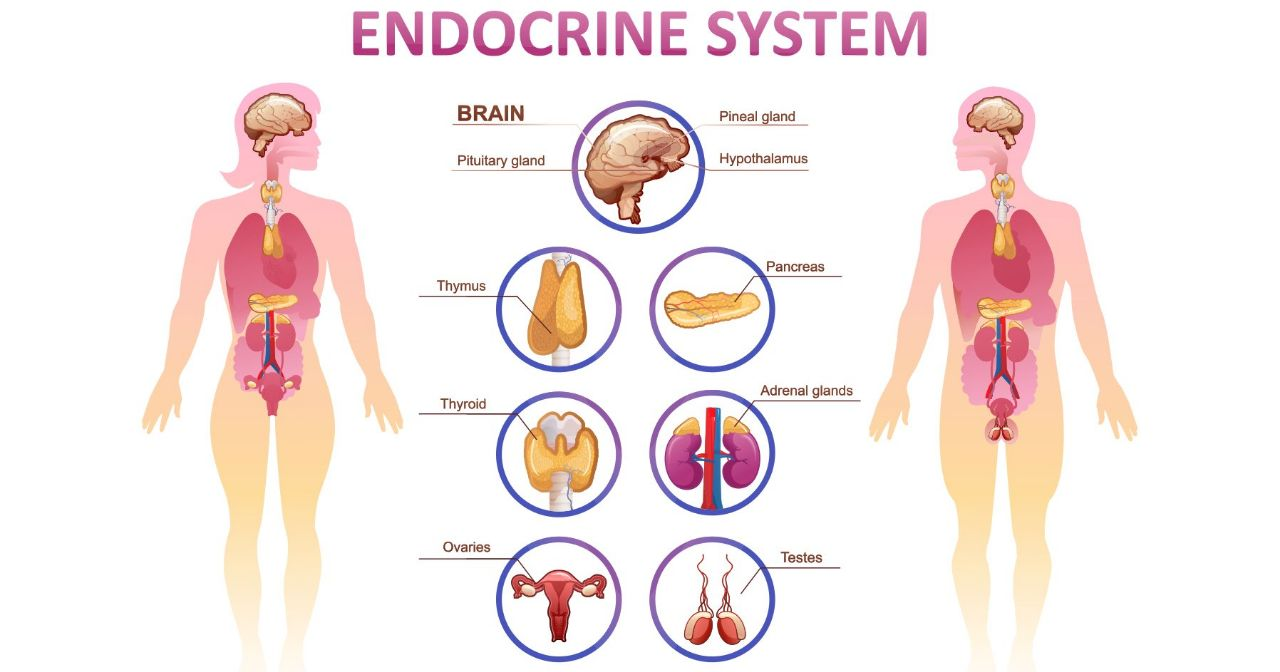 ENDOCRINE SYSTEM
BRAIN
Pineal gland
Pituitary gland
Hypothalamus
Thymus
Pancreas
Thyroid
Adrenal glands
Ovaries
Testes